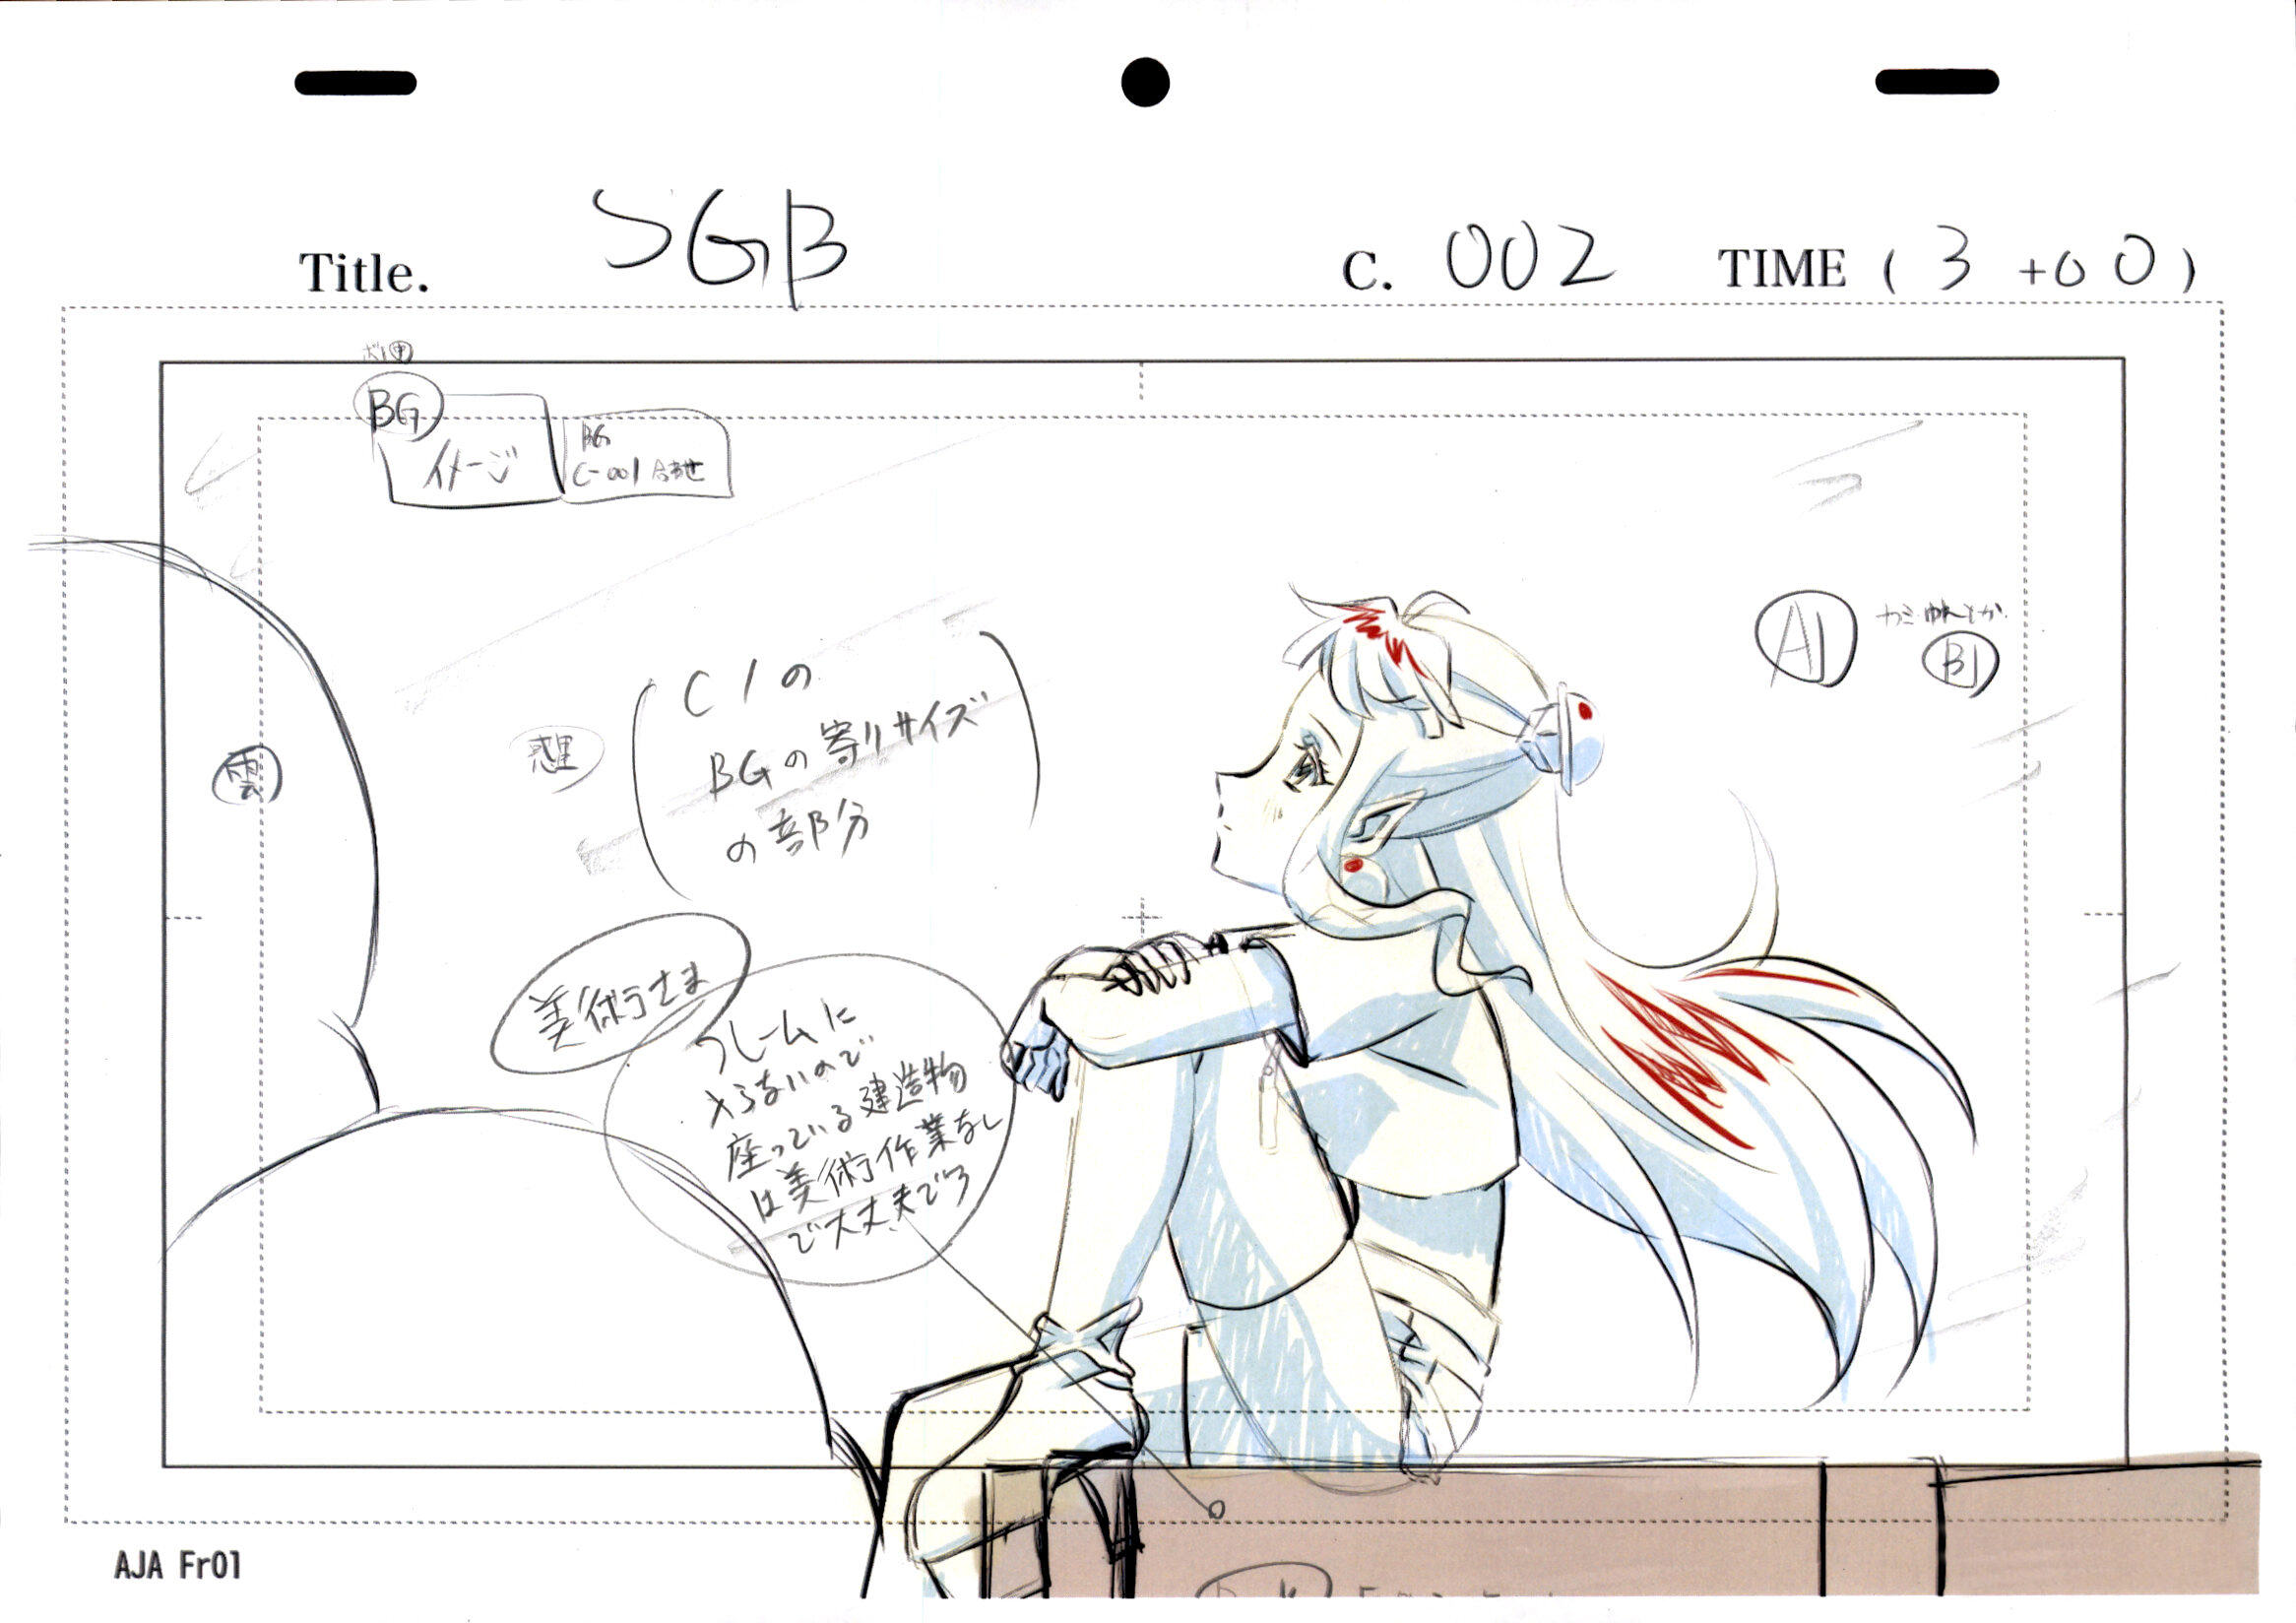 SGB
Title.
C. 002
TIME ( 3 +00 )
BG
イメージ
BG
C-001 合わせ
A1
B1
C1の
BGの寄りサイズ
の部分
雲
美術さま
フレームに
入らないので
座っている建造物
は美術作業なし
で大丈夫です
AJA Fr01